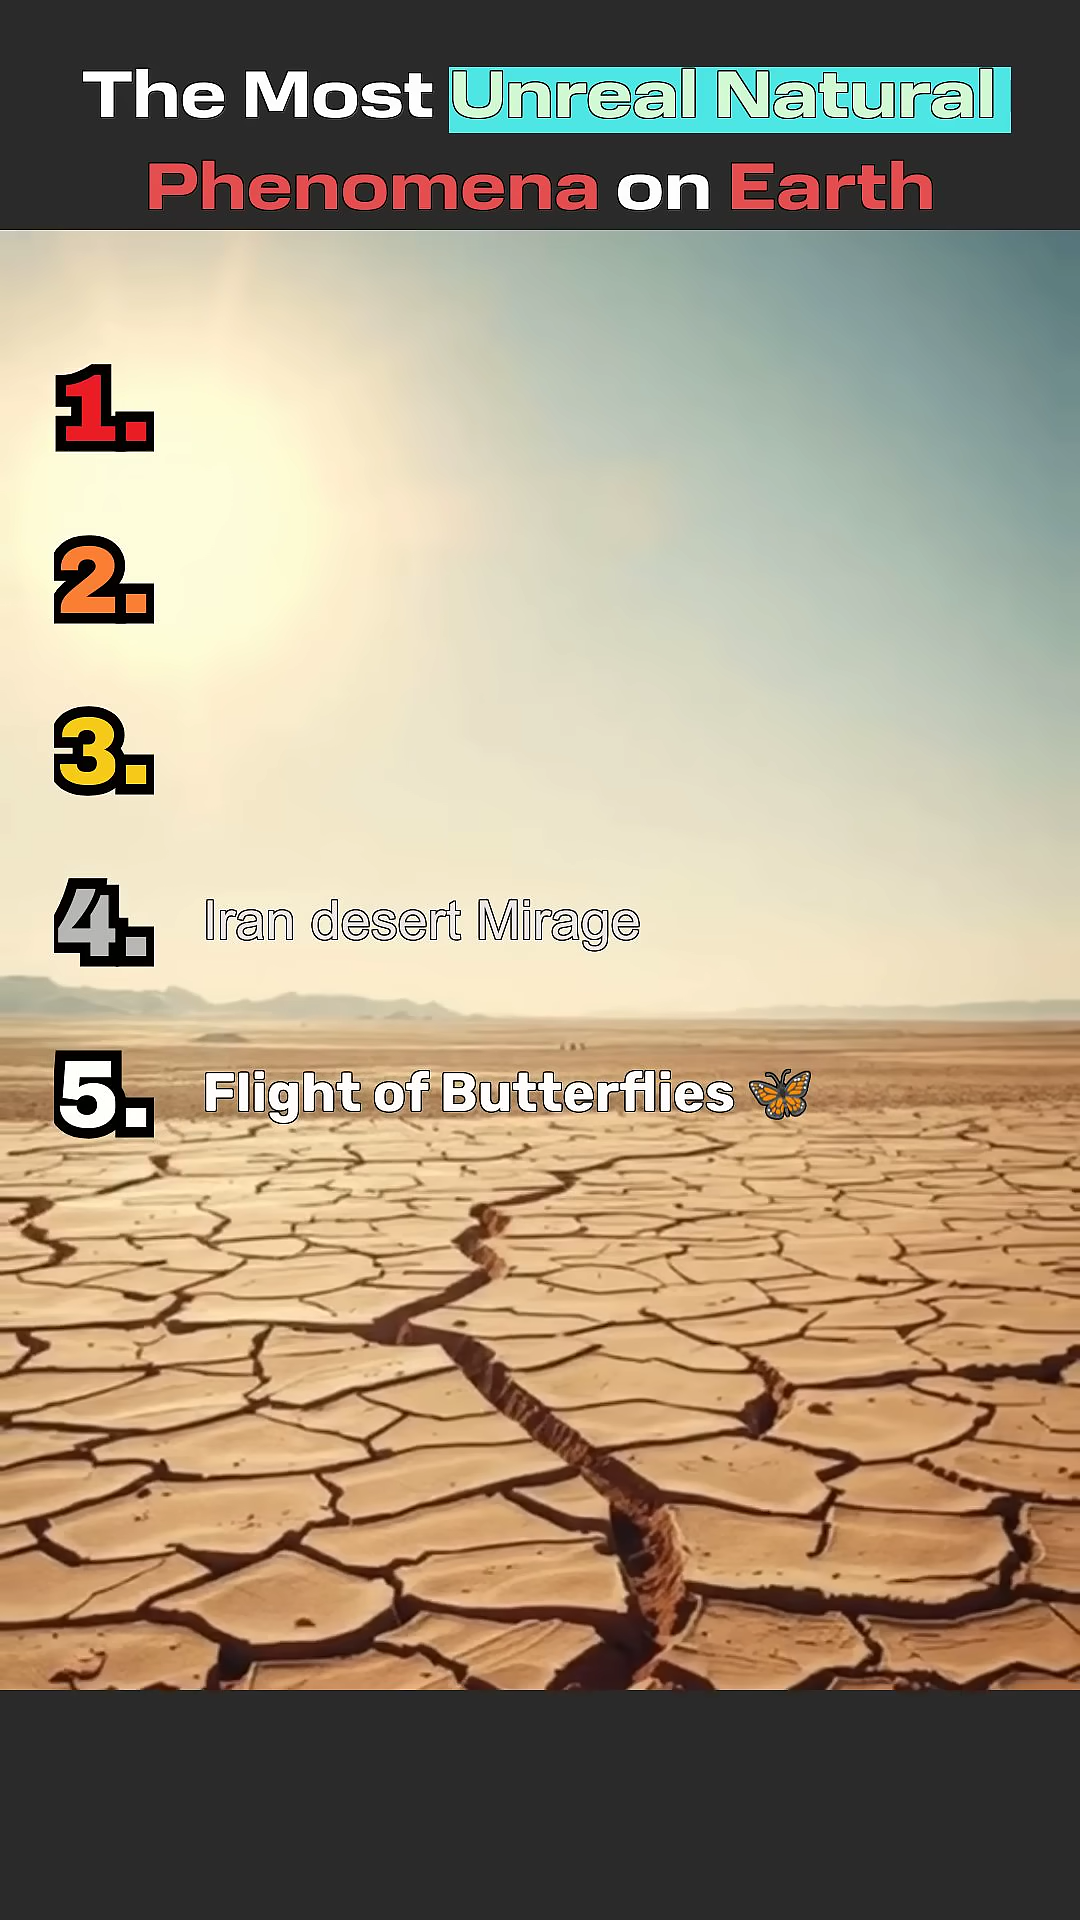 The Most Unreal Natural
Phenomena on Earth
1.
2.
3.
4. Iran desert Mirage
5. Flight of Butterflies 🦋